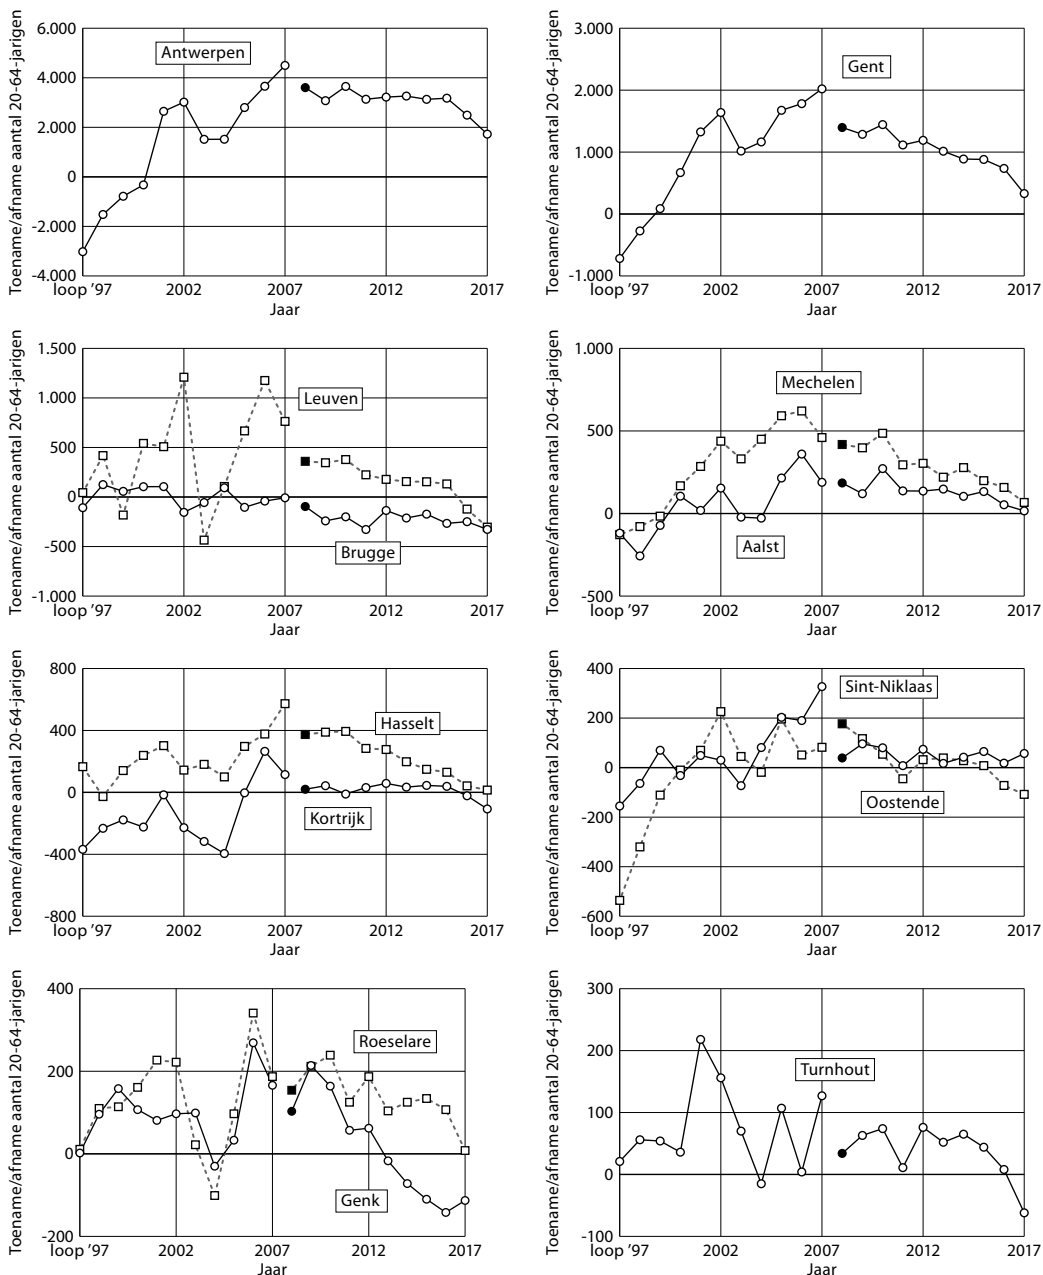 Toename/afname aantal 20-64-jarigen
6.000
4.000
2.000
0
-2.000
-4.000
Antwerpen
loop '97 2002 2007 2012 2017
Jaar
Toename/afname aantal 20-64-jarigen
3.000
2.000
1.000
0
-1.000
Gent
loop '97 2002 2007 2012 2017
Jaar
Toename/afname aantal 20-64-jarigen
1.500
1.000
500
0
-500
-1.000
Leuven
Brugge
loop '97 2002 2007 2012 2017
Jaar
Toename/afname aantal 20-64-jarigen
1.000
500
0
-500
Mechelen
Aalst
loop '97 2002 2007 2012 2017
Jaar
Toename/afname aantal 20-64-jarigen
800
400
0
-400
-800
Hasselt
Kortrijk
loop '97 2002 2007 2012 2017
Jaar
Toename/afname aantal 20-64-jarigen
400
200
0
-200
-400
-600
Sint-Niklaas
Oostende
loop '97 2002 2007 2012 2017
Jaar
Toename/afname aantal 20-64-jarigen
400
200
0
-200
Roeselare
Genk
loop '97 2002 2007 2012 2017
Jaar
Toename/afname aantal 20-64-jarigen
300
200
100
0
-100
Turnhout
loop '97 2002 2007 2012 2017
Jaar